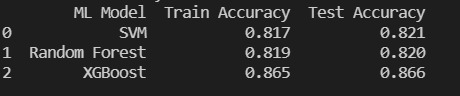 ML Model Train Accuracy Test Accuracy
0 SVM 0.817 0.821
1 Random Forest 0.819 0.820
2 XGBoost 0.865 0.866